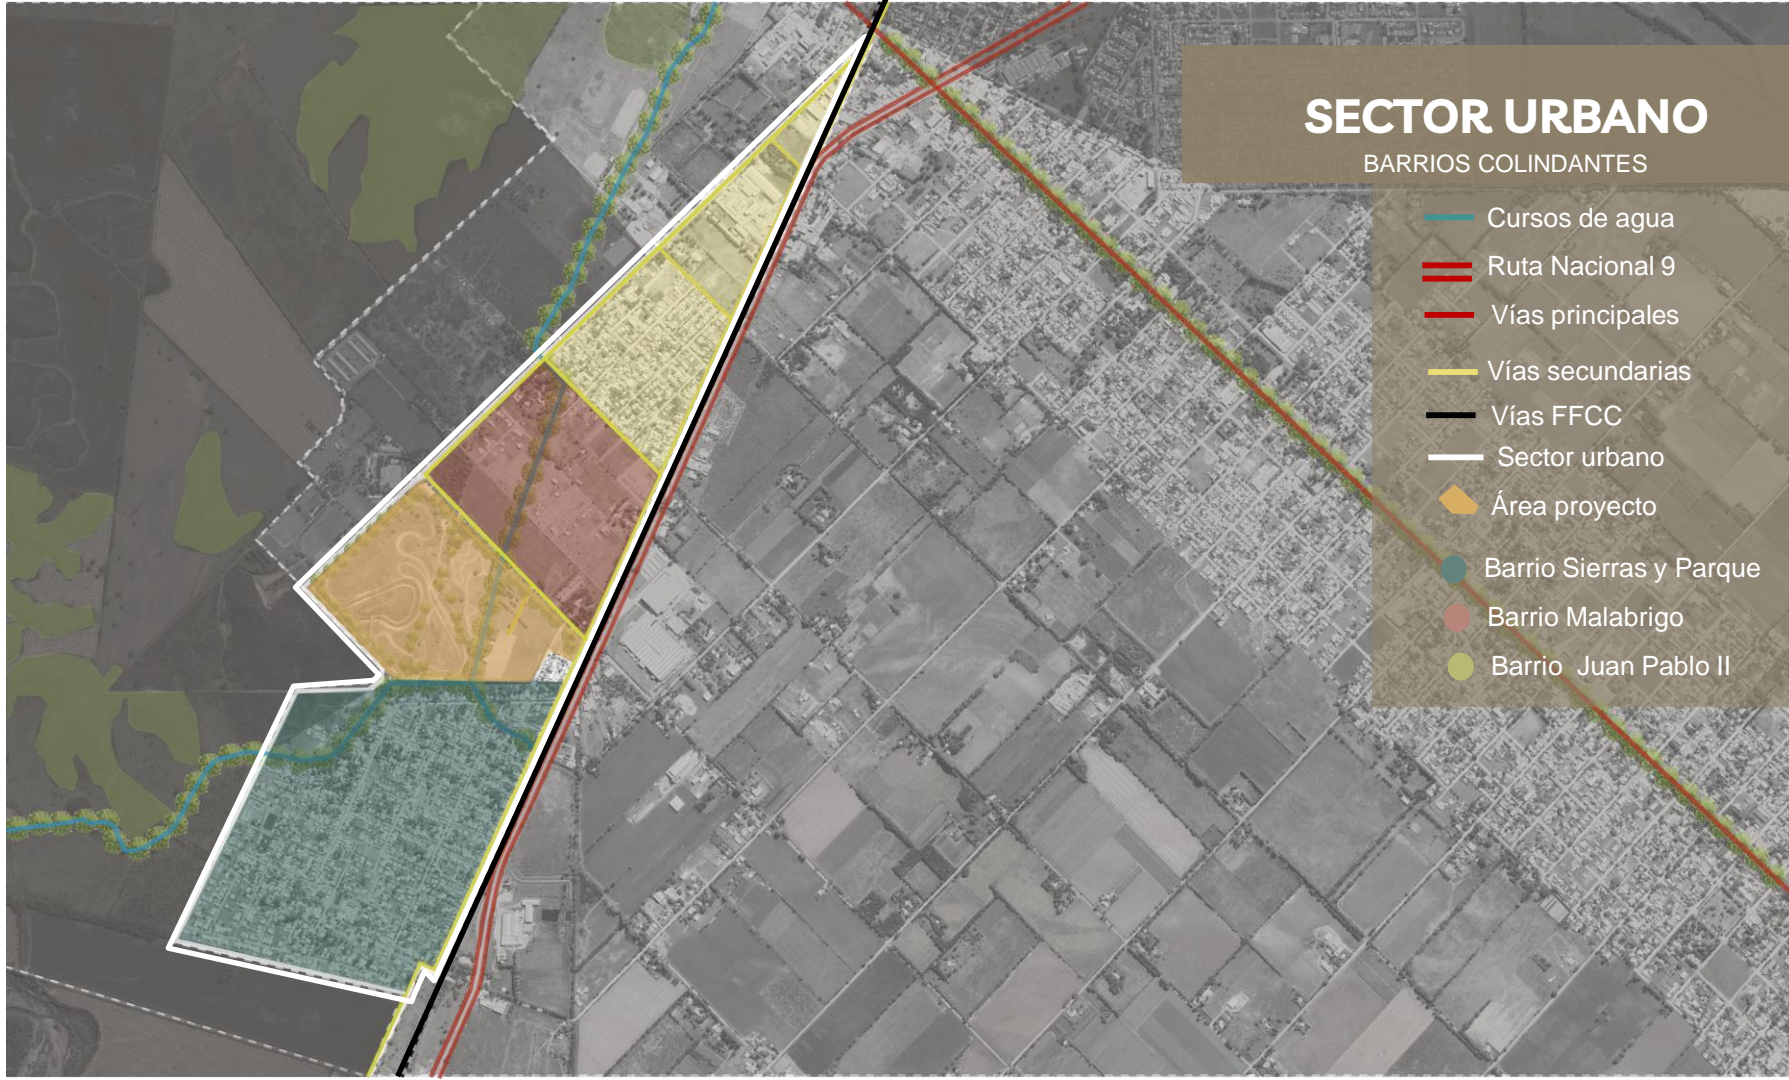 SECTOR URBANO
BARRIOS COLINDANTES
Cursos de agua
Ruta Nacional 9
Vías principales
Vías secundarias
Vías FFCC
Sector urbano
Área proyecto
Barrio Sierras y Parque
Barrio Malabrigo
Barrio Juan Pablo II